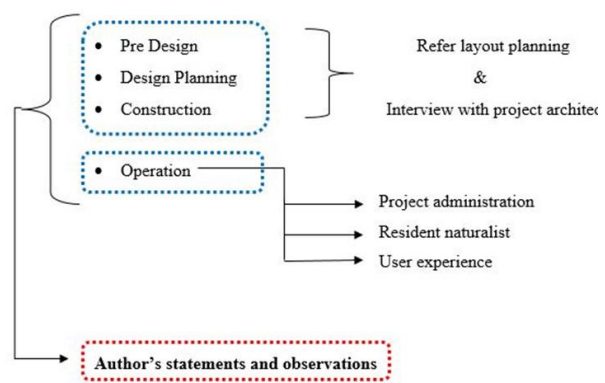 • Pre Design
• Design Planning
• Construction
Refer layout planning
&
Interview with project architec
• Operation
Project administration
Resident naturalist
User experience
Author's statements and observations